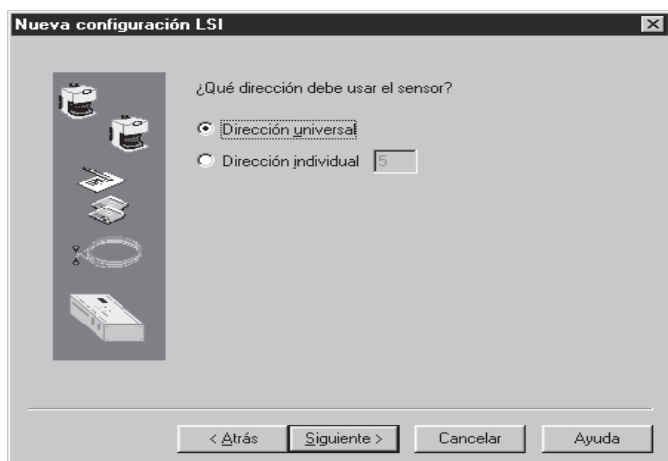 Nueva configuración LSI
¿Qué dirección debe usar el sensor?
Dirección universal
Dirección individual 5
< Atrás Siguiente > Cancelar Ayuda